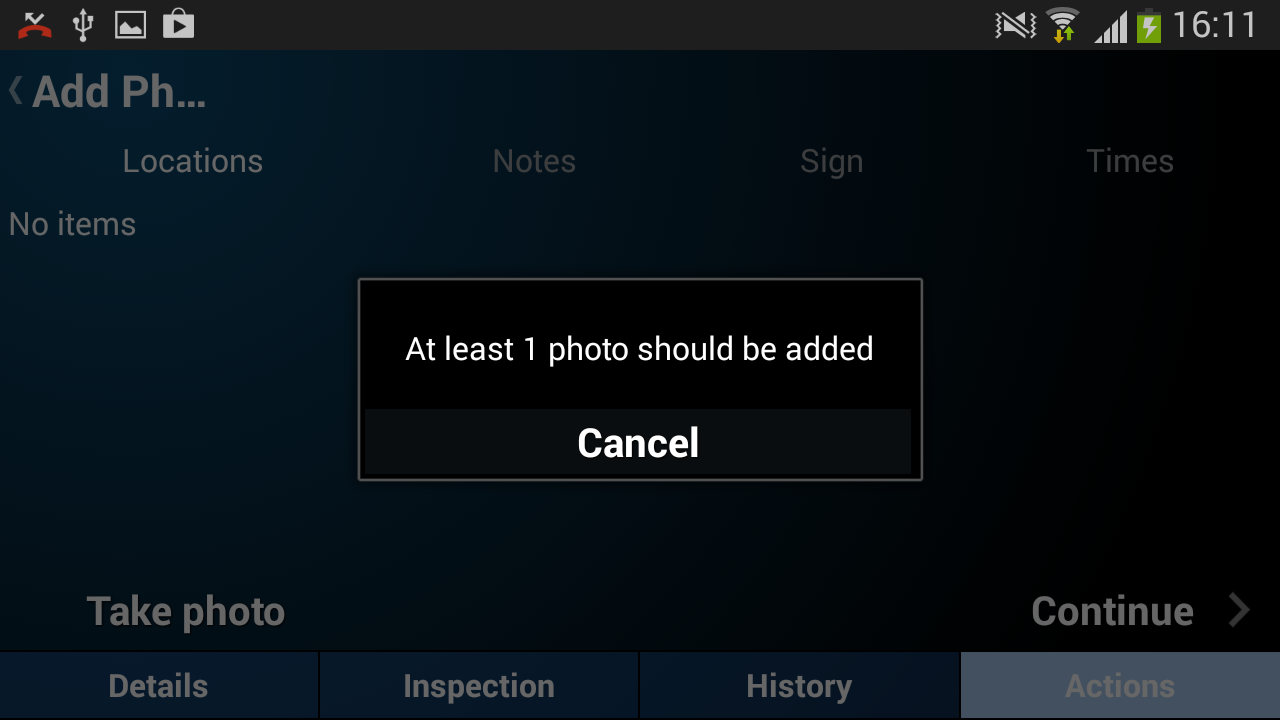 16:11
Add Ph...
Locations Notes Sign Times
No items
At least 1 photo should be added
Cancel
Take photo Continue
Details Inspection History Actions